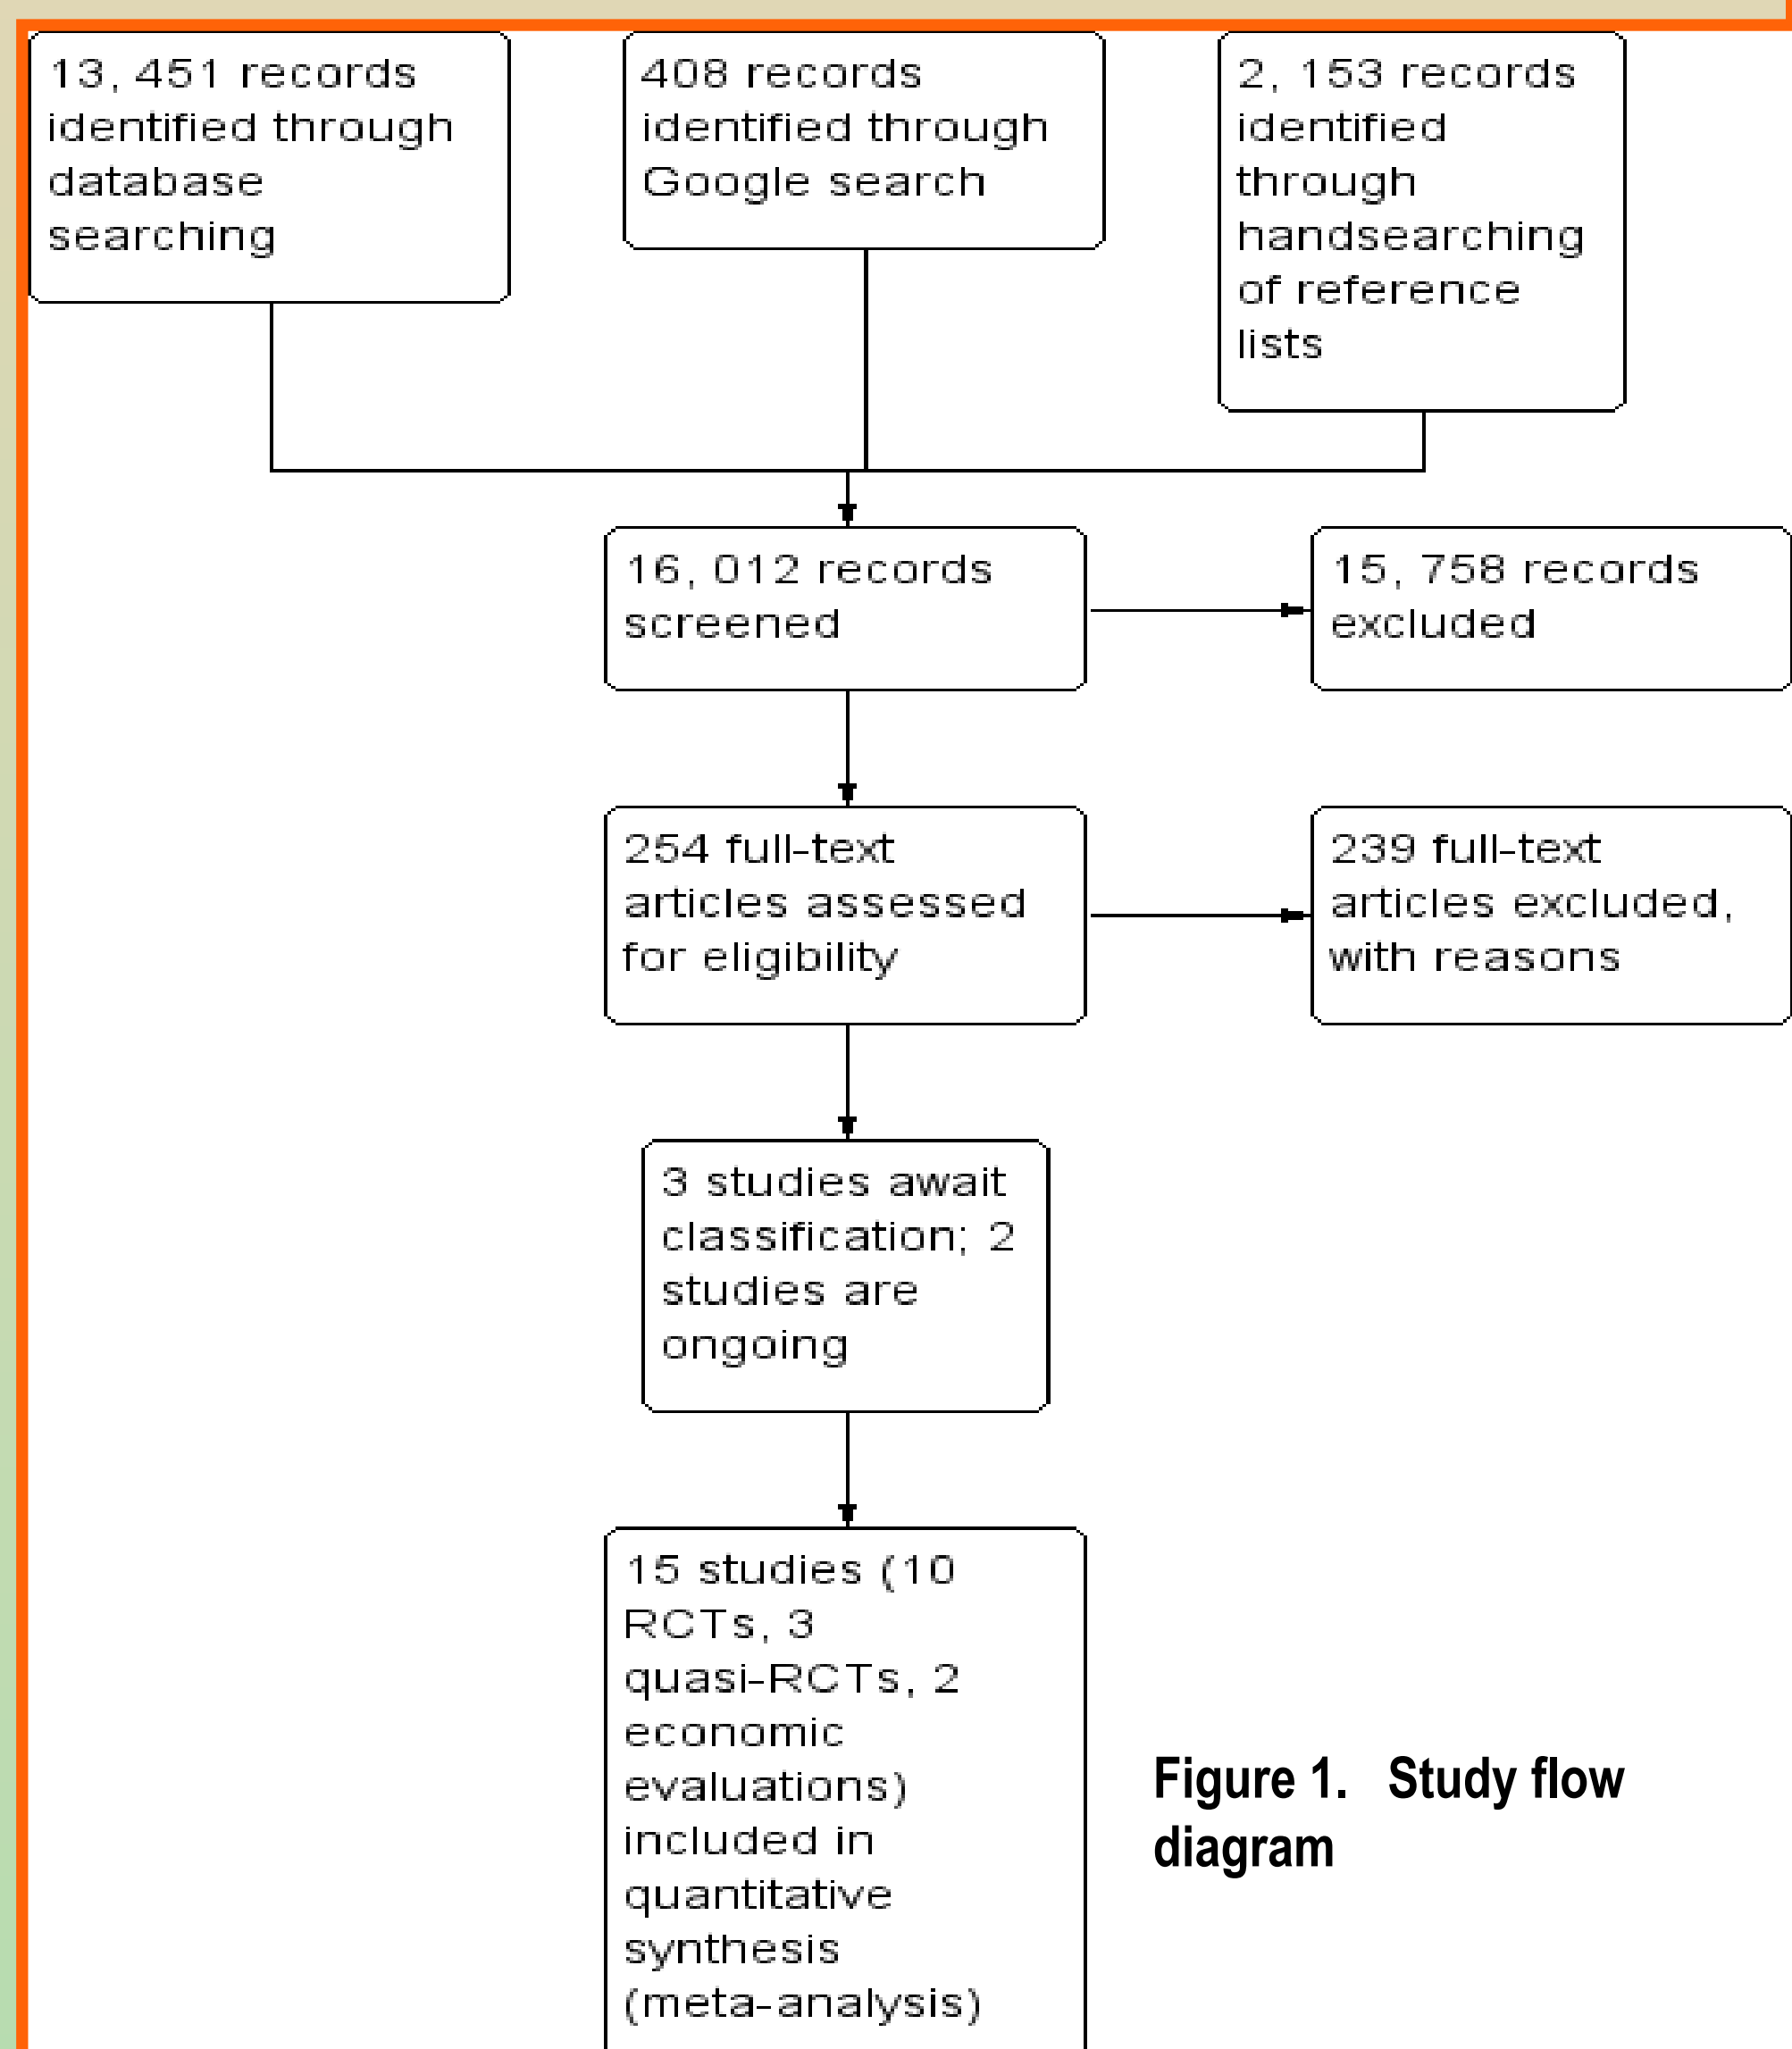 13, 451 records
identified through
database
searching
408 records
identified through
Google search
2, 153 records
identified
through
handsearching
of reference
lists
16, 012 records
screened
15, 758 records
excluded
254 full-text
articles assessed
for eligibility
239 full-text
articles excluded,
with reasons
3 studies await
classification; 2
studies are
ongoing
15 studies (10
RCTs, 3
quasi-RCTs, 2
economic
evaluations)
included in
quantitative
synthesis
(meta-analysis)
Figure 1. Study flow
diagram